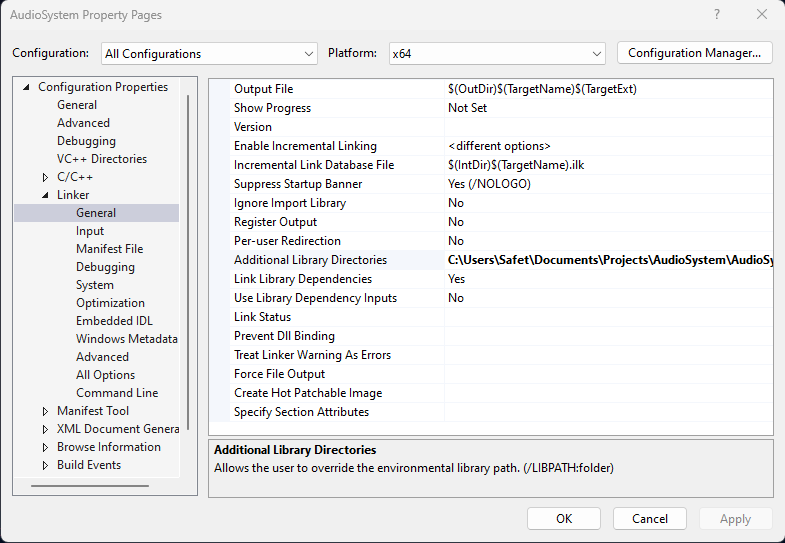 AudioSystem Property Pages
?
Configuration: All Configurations Platform: x64 Configuration Manager...
Configuration Properties
General
Advanced
Debugging
VC++ Directories
C/C++
Linker
General
Input
Manifest File
Debugging
System
Optimization
Embedded IDL
Windows Metadata
Advanced
All Options
Command Line
Manifest Tool
XML Document Genera
Browse Information
Build Events
Output File $(OutDir)$(TargetName)$(TargetExt)
Show Progress Not Set
Version
Enable Incremental Linking <different options>
Incremental Link Database File $(IntDir)$(TargetName).ilk
Suppress Startup Banner Yes (/NOLOGO)
Ignore Import Library No
Register Output No
Per-user Redirection No
Additional Library Directories C:\Users\Safet\Documents\Projects\AudioSystem\AudioSy
Link Library Dependencies Yes
Use Library Dependency Inputs No
Link Status
Prevent Dll Binding
Treat Linker Warning As Errors
Force File Output
Create Hot Patchable Image
Specify Section Attributes
Additional Library Directories
Allows the user to override the environmental library path. (/LIBPATH:folder)
OK Cancel Apply